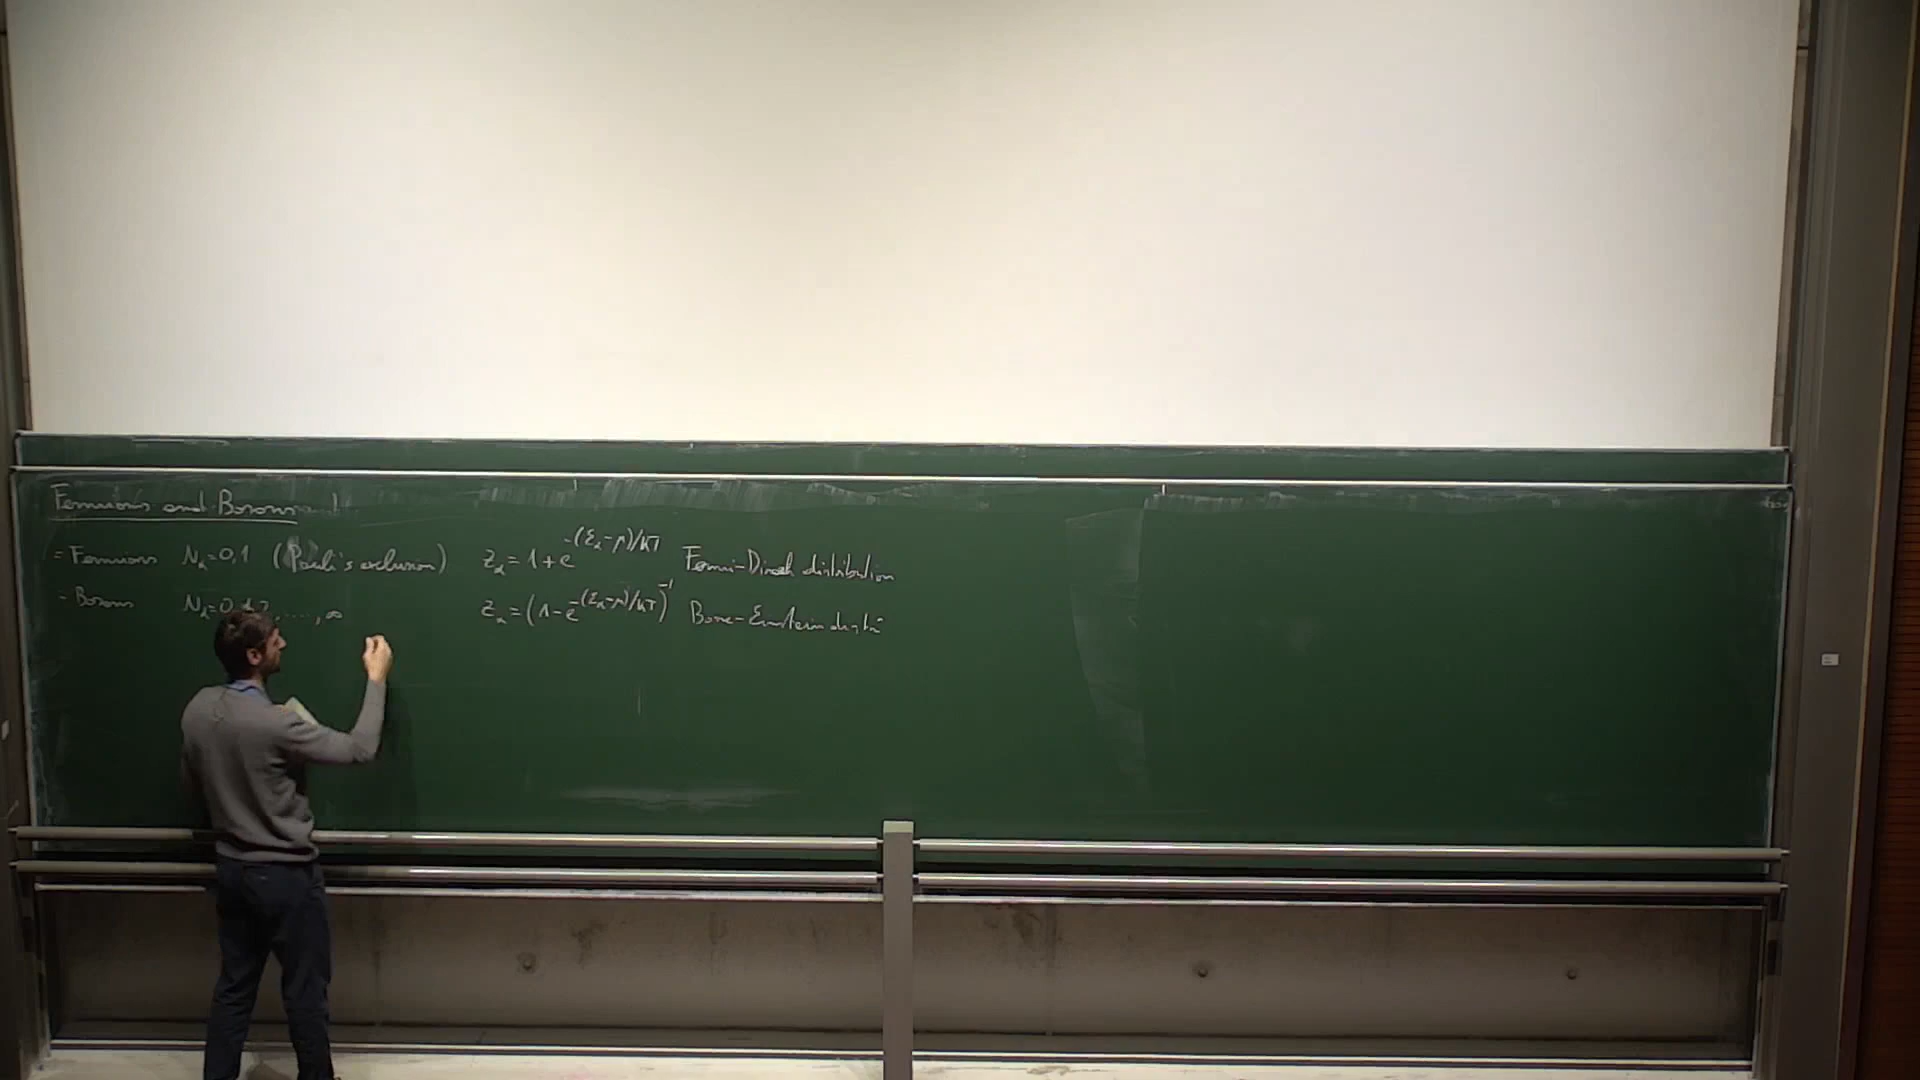 Fermions and Bosons
- Fermions N_α=0,1 (Pauli's exclusion) z_α = 1 + e^{-(ε_α-μ)/kT} Fermi-Dirac distribution
- Bosons N_α=0,1,2,....,∞ z_α = (1 - e^{-(ε_α-μ)/kT})^{-1} Bose-Einstein